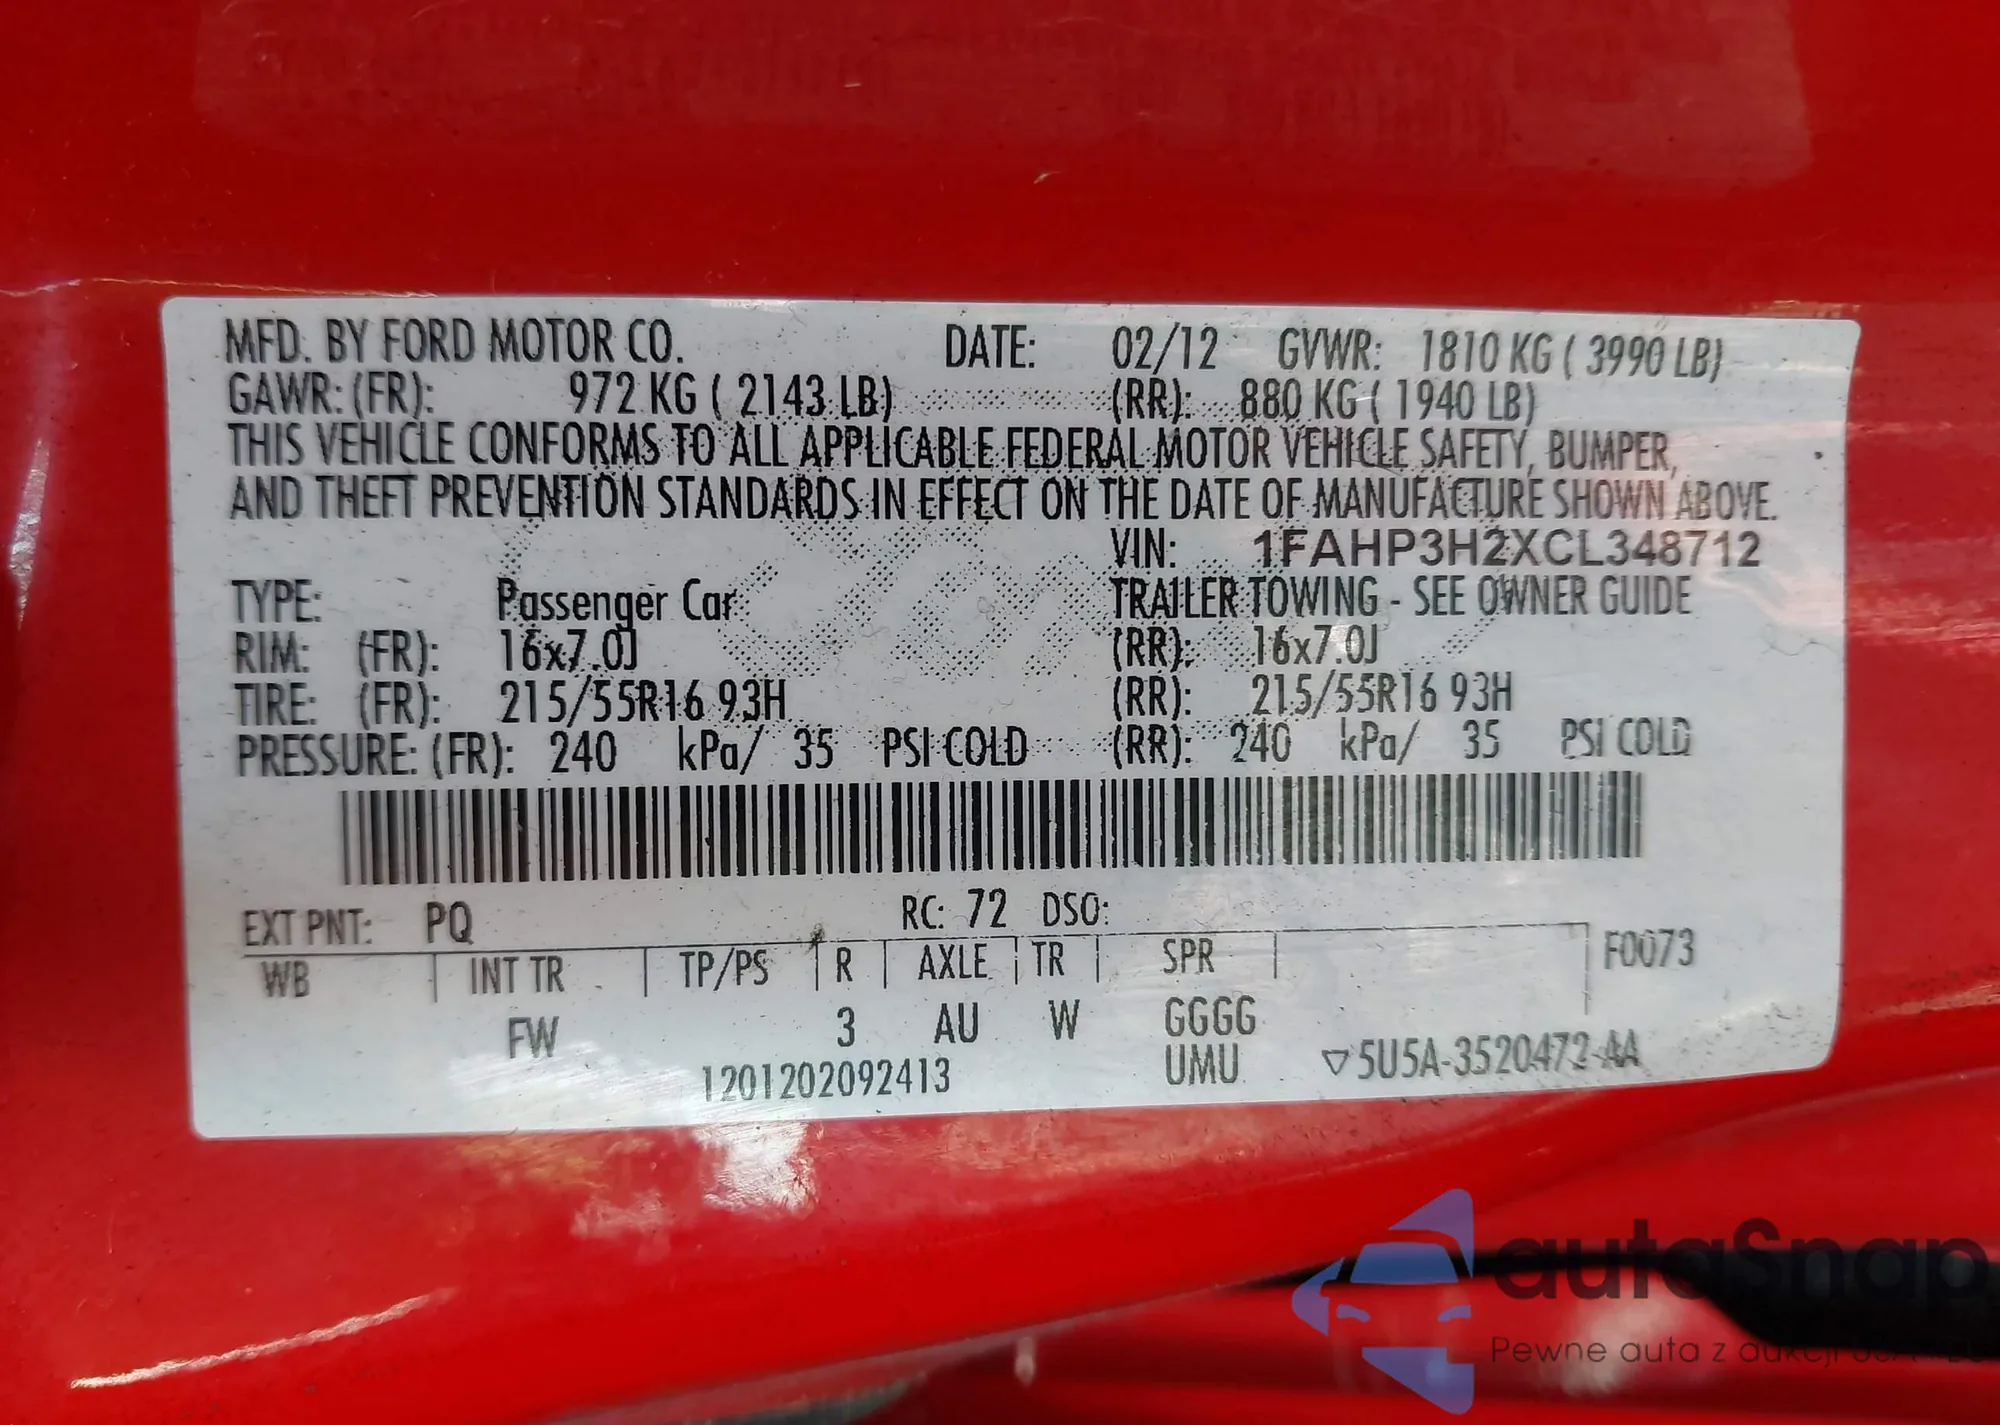 MFD. BY FORD MOTOR CO. DATE: 02/12 GVWR: 1810 KG ( 3990 LB)
GAWR: (FR): 972 KG ( 2143 LB) (RR): 880 KG ( 1940 LB)
THIS VEHICLE CONFORMS TO ALL APPLICABLE FEDERAL MOTOR VEHICLE SAFETY, BUMPER,
AND THEFT PREVENTION STANDARDS IN EFFECT ON THE DATE OF MANUFACTURE SHOWN ABOVE.
VIN: 1FAHP3H2XCL348712
TYPE: Passenger Car TRAILER TOWING - SEE OWNER GUIDE
RIM: (FR): 16x7.0J (RR): 16x7.0J
TIRE: (FR): 215/55R16 93H (RR): 215/55R16 93H
PRESSURE: (FR): 240 kPa/ 35 PSI COLD (RR): 240 kPa/ 35 PSI COLD
EXT PNT: PQ RC: 72 DSO:
WB INT TR TP/PS R AXLE TR SPR F0073
FW 3 AU W GGGG
1201202092413 UMU ▽5U5A-3520472-AA
autoSnap
Pewne auta z aukcji